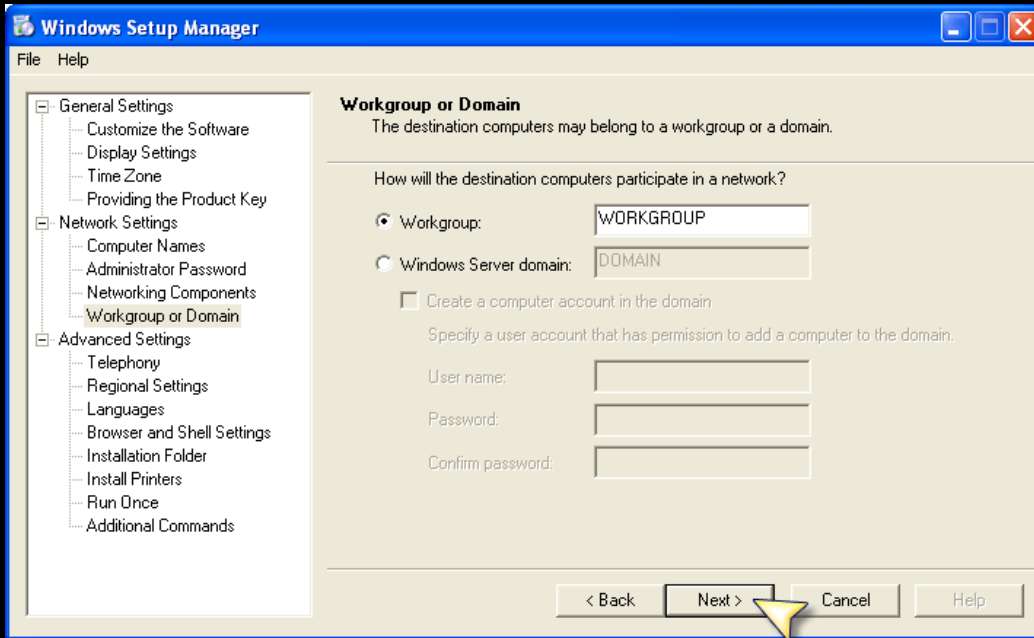 Windows Setup Manager
File Help
General Settings
Customize the Software
Display Settings
Time Zone
Providing the Product Key
Network Settings
Computer Names
Administrator Password
Networking Components
Workgroup or Domain
Advanced Settings
Telephony
Regional Settings
Languages
Browser and Shell Settings
Installation Folder
Install Printers
Run Once
Additional Commands
Workgroup or Domain
The destination computers may belong to a workgroup or a domain.
How will the destination computers participate in a network?
Workgroup: WORKGROUP
Windows Server domain: DOMAIN
Create a computer account in the domain
Specify a user account that has permission to add a computer to the domain.
User name:
Password:
Confirm password:
< Back Next > Cancel Help